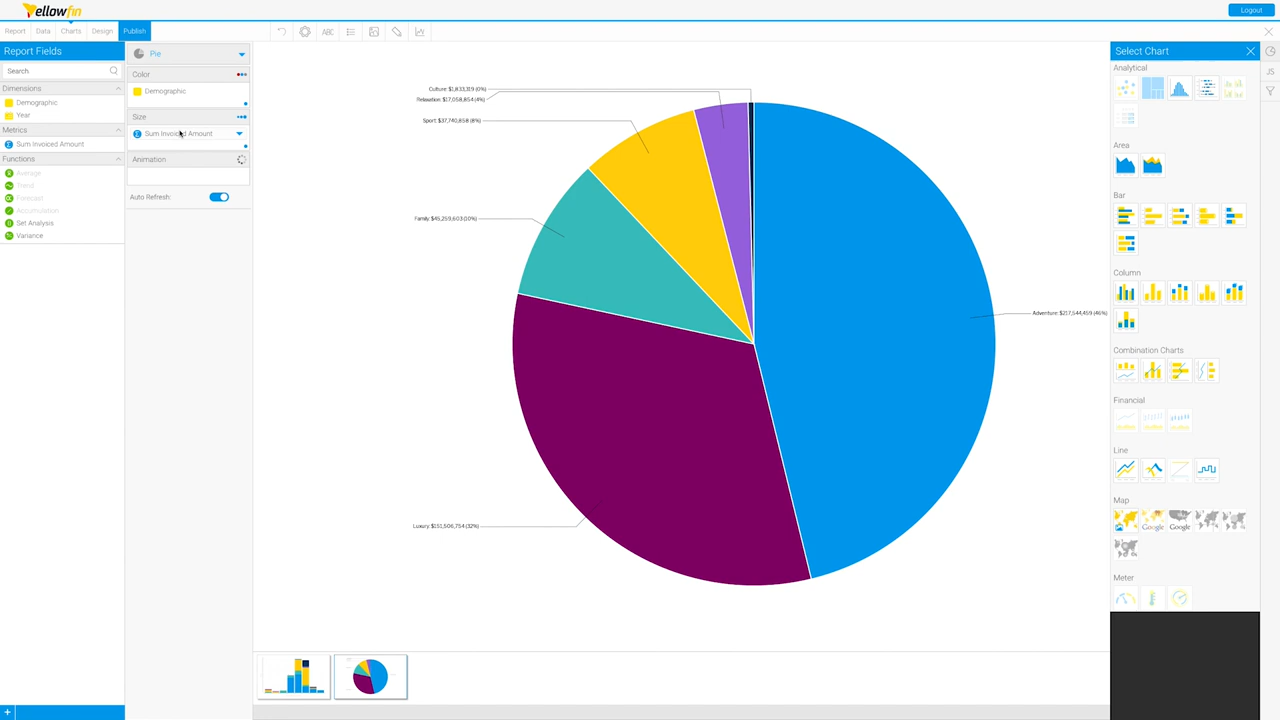 Yellowfin
Logout
Report
Data
Charts
Design
Publish
ABC
Report Fields
Search
Dimensions
Demographic
Year
Metrics
Sum Invoiced Amount
Functions
Average
Trend
Forecast
Accumulation
Set Analysis
Variance
Pie
Color
Demographic
Size
Sum Invoiced Amount
Animation
Auto Refresh:
Culture: $1,833,319 (0%)
Relaxation: $17,058,854 (4%)
Sport: $37,740,858 (8%)
Family: $45,259,603 (10%)
Adventure: $217,544,459 (46%)
Luxury: $151,506,754 (32%)
Select Chart
JS
Analytical
Area
Bar
Column
Combination Charts
Financial
Line
Map
Google
Google
Meter